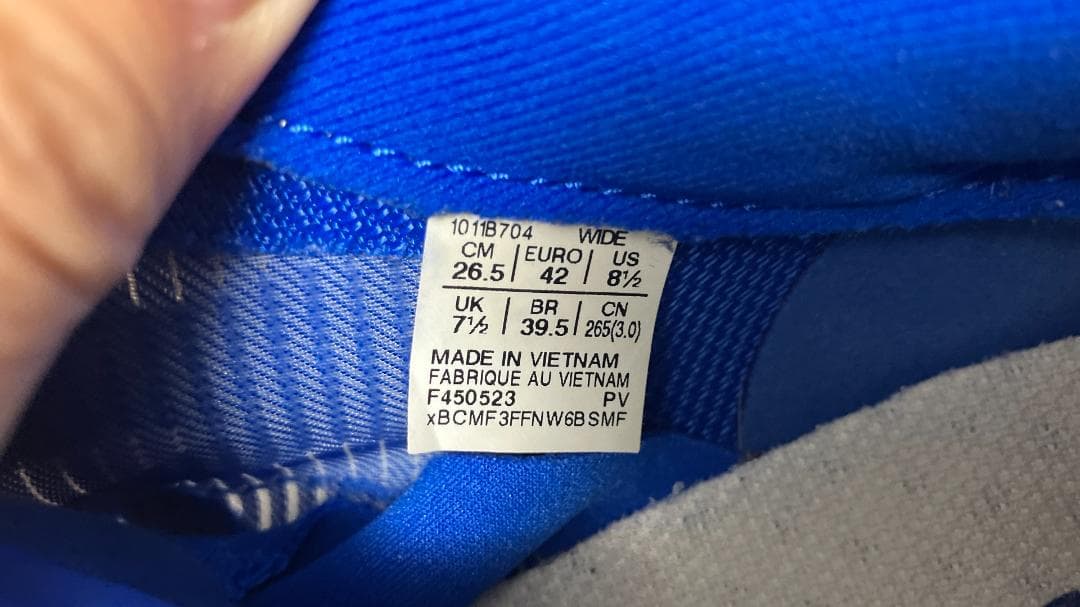 1011B704 WIDE
CM EURO US
26.5 42 8½
UK BR CN
7½ 39.5 265(3.0)
MADE IN VIETNAM
FABRIQUE AU VIETNAM
F450523 PV
xBCMF3FFNW6BSMF